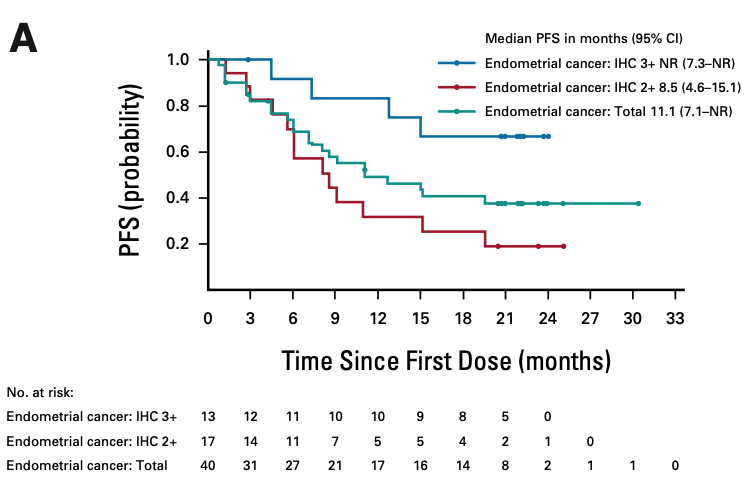 A
Median PFS in months (95% CI)
Endometrial cancer: IHC 3+ NR (7.3–NR)
Endometrial cancer: IHC 2+ 8.5 (4.6–15.1)
Endometrial cancer: Total 11.1 (7.1–NR)
PFS (probability)
1.0
0.8
0.6
0.4
0.2
0 3 6 9 12 15 18 21 24 27 30 33
Time Since First Dose (months)
No. at risk:
Endometrial cancer: IHC 3+ 13 12 11 10 10 9 8 5 0
Endometrial cancer: IHC 2+ 17 14 11 7 5 5 4 2 1 0
Endometrial cancer: Total 40 31 27 21 17 16 14 8 2 1 1 0